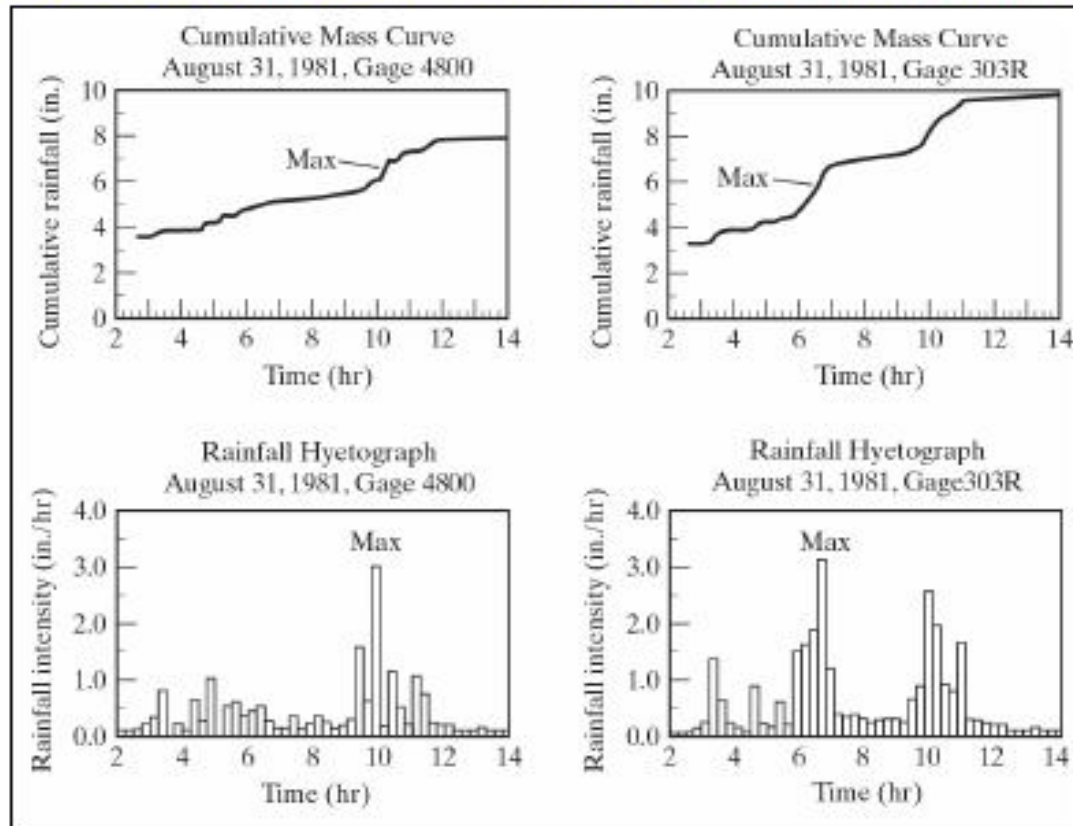 Cumulative Mass Curve
August 31, 1981, Gage 4800
Cumulative rainfall (in.)
10
8
6
4
2
0
Max
2 4 6 8 10 12 14
Time (hr)
Cumulative Mass Curve
August 31, 1981, Gage 303R
Cumulative rainfall (in.)
10
8
6
4
2
0
Max
2 4 6 8 10 12 14
Time (hr)
Rainfall Hyetograph
August 31, 1981, Gage 4800
Rainfall intensity (in./hr)
4.0
3.0
2.0
1.0
0.0
Max
2 4 6 8 10 12 14
Time (hr)
Rainfall Hyetograph
August 31, 1981, Gage303R
Rainfall intensity (in./hr)
4.0
3.0
2.0
1.0
0.0
Max
2 4 6 8 10 12 14
Time (hr)